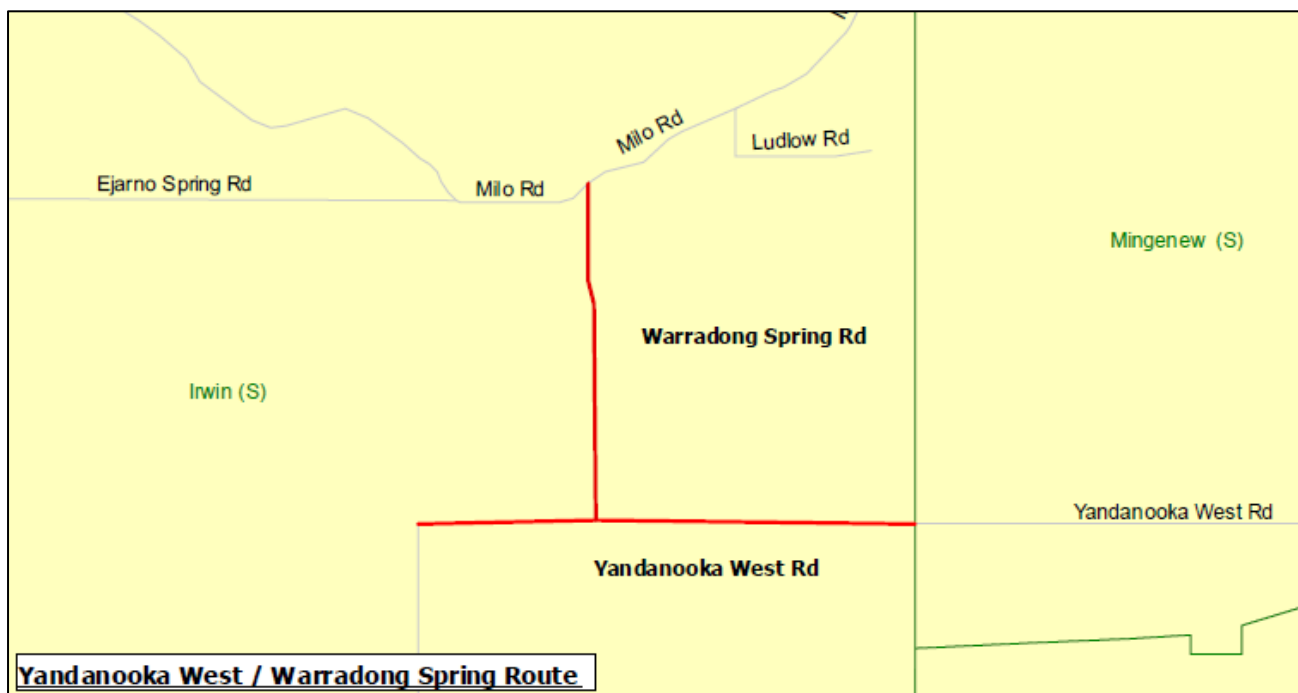 Milo Rd
Ludlow Rd
Ejarno Spring Rd
Milo Rd
Mingenew (S)
Warradong Spring Rd
Irwin (S)
Yandanooka West Rd
Yandanooka West Rd
Yandanooka West / Warradong Spring Route